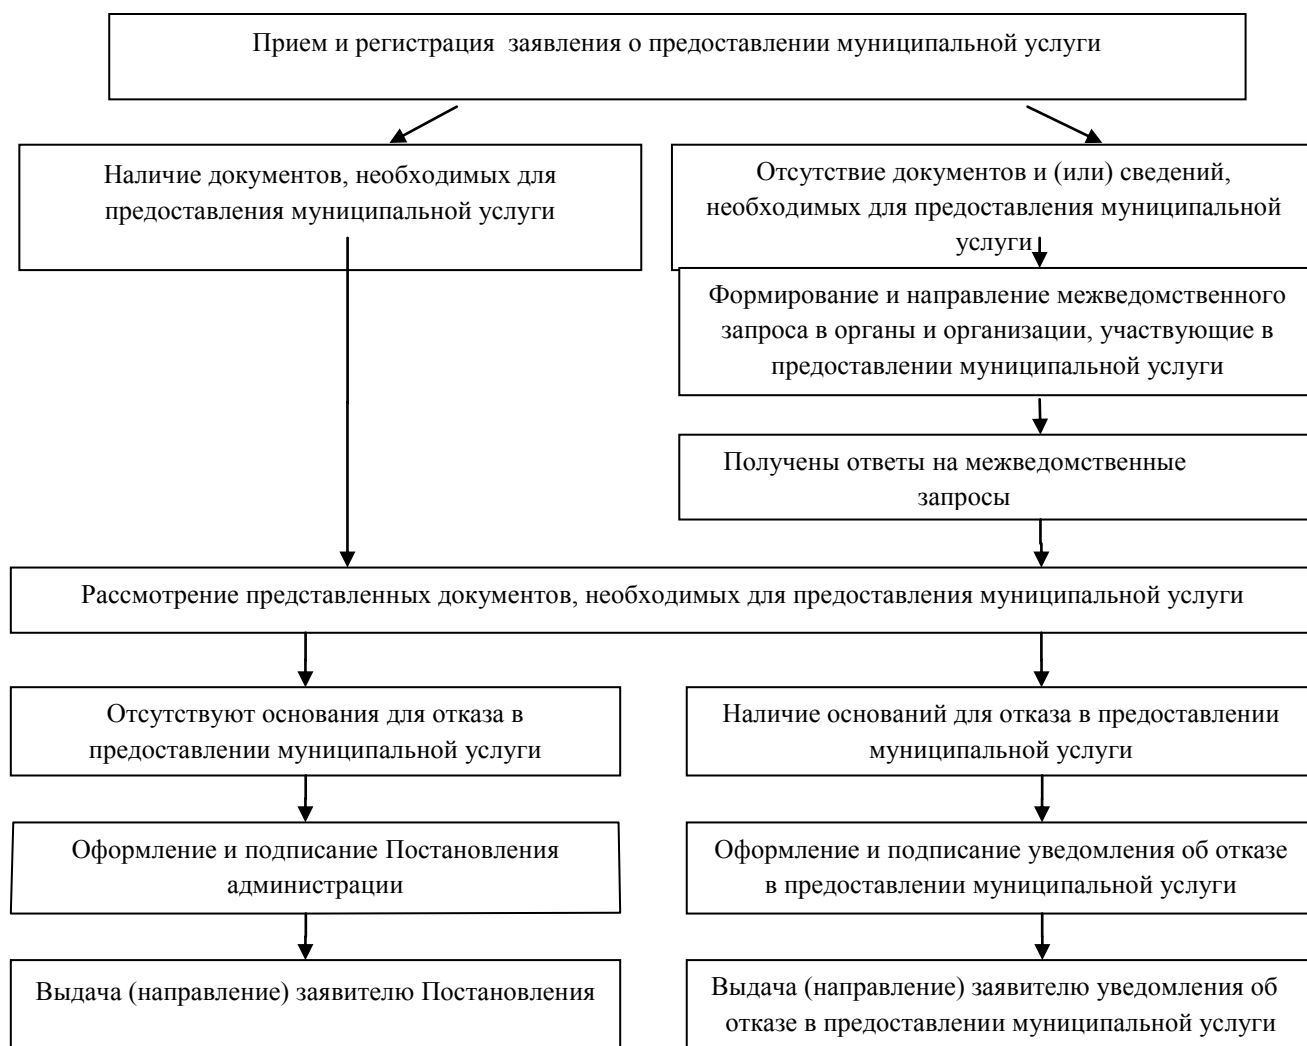 Прием и регистрация заявления о предоставлении муниципальной услуги
Наличие документов, необходимых для
предоставления муниципальной услуги
Отсутствие документов и (или) сведений,
необходимых для предоставления муниципальной
услуги
Формирование и направление межведомственного
запроса в органы и организации, участвующие в
предоставлении муниципальной услуги
Получены ответы на межведомственные
запросы
Рассмотрение представленных документов, необходимых для предоставления муниципальной услуги
Отсутствуют основания для отказа в
предоставлении муниципальной услуги
Наличие оснований для отказа в предоставлении
муниципальной услуги
Оформление и подписание Постановления
администрации
Оформление и подписание уведомления об отказе
в предоставлении муниципальной услуги
Выдача (направление) заявителю Постановления
Выдача (направление) заявителю уведомления об
отказе в предоставлении муниципальной услуги